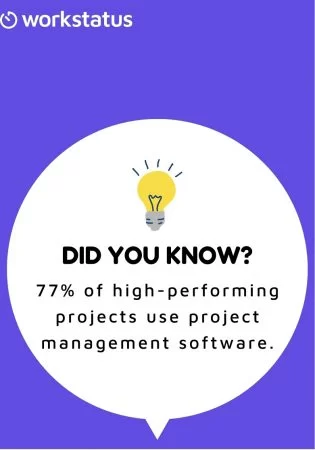 workstatus
DID YOU KNOW?
77% of high-performing
projects use project
management software.